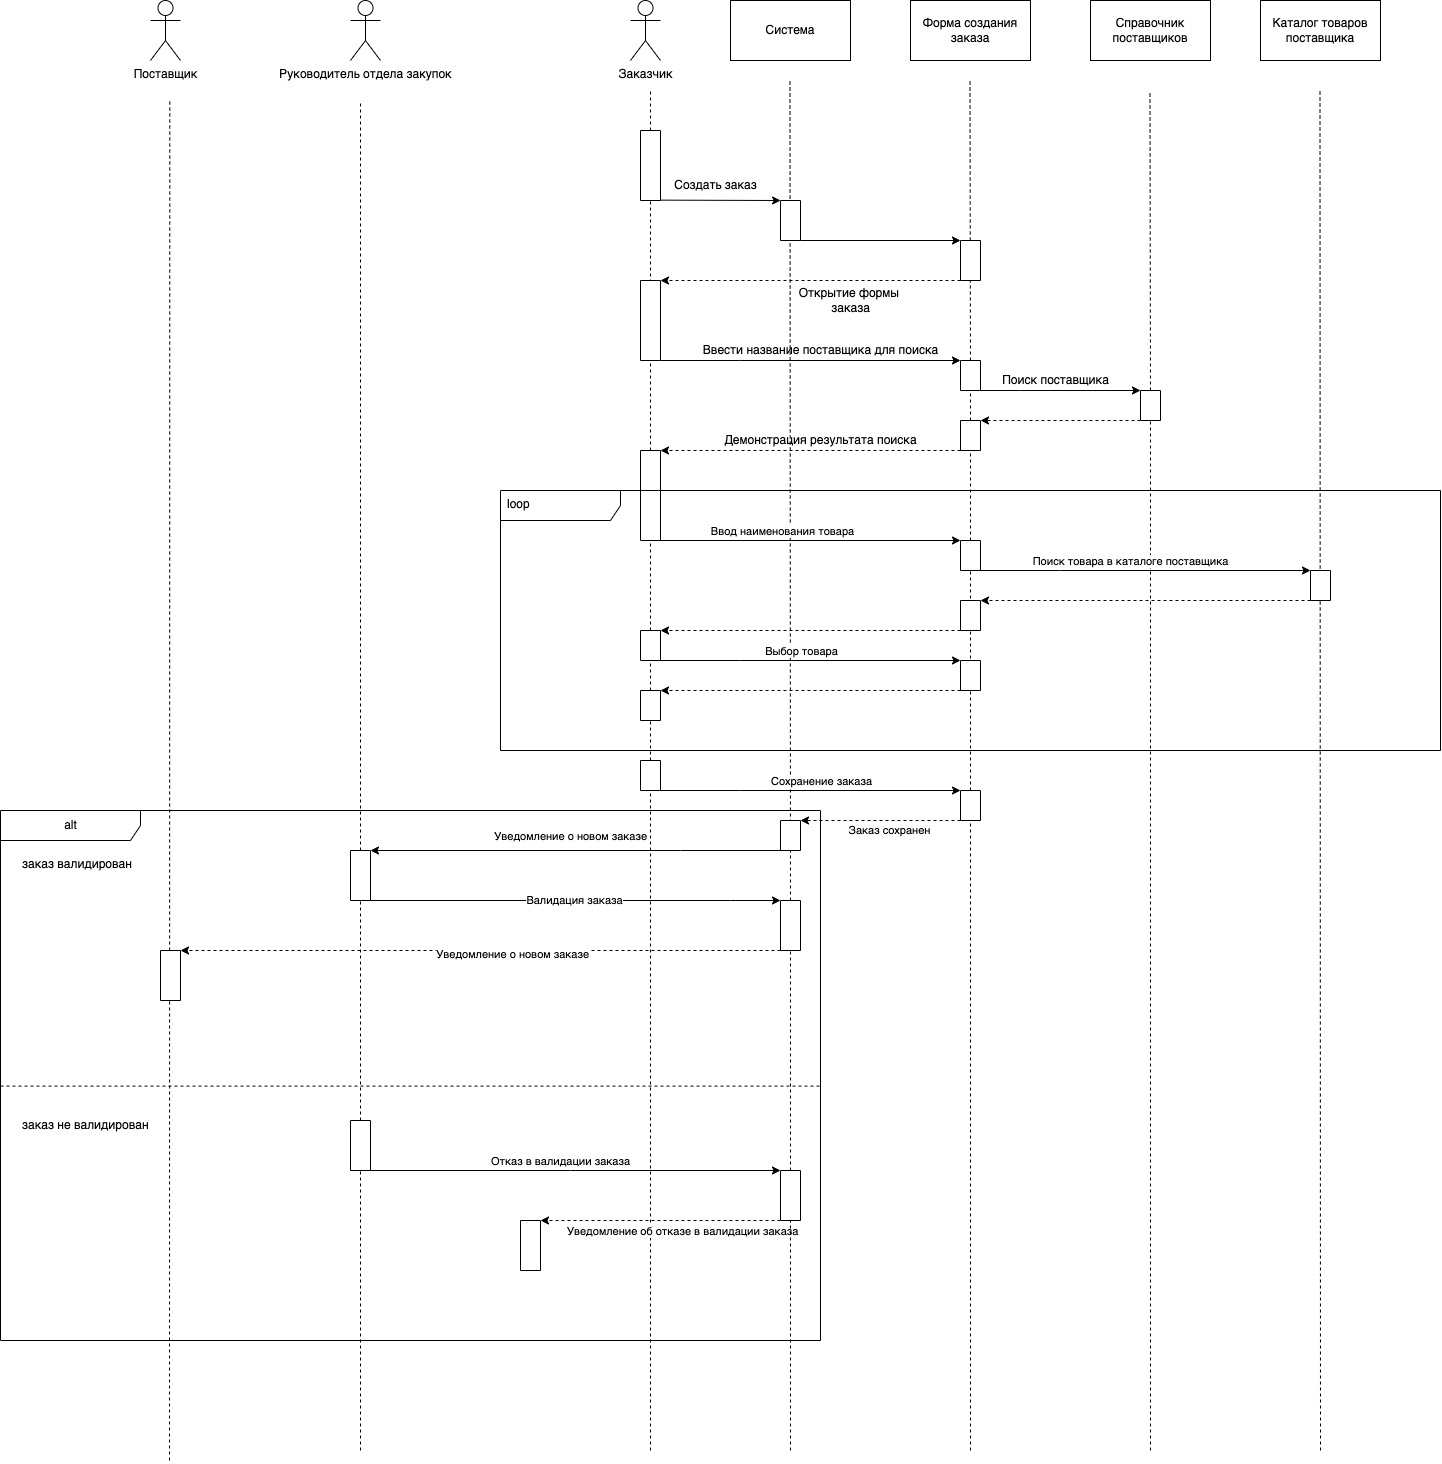 Поставщик
Руководитель отдела закупок
Заказчик
Система
Форма создания
заказа
Справочник
поставщиков
Каталог товаров
поставщика
Создать заказ
Открытие формы
заказа
Ввести название поставщика для поиска
Поиск поставщика
Демонстрация результата поиска
loop
Ввод наименования товара
Поиск товара в каталоге поставщика
Выбор товара
Сохранение заказа
alt
Заказ сохранен
Уведомление о новом заказе
заказ валидирован
Валидация заказа
Уведомление о новом заказе
заказ не валидирован
Отказ в валидации заказа
Уведомление об отказе в валидации заказа